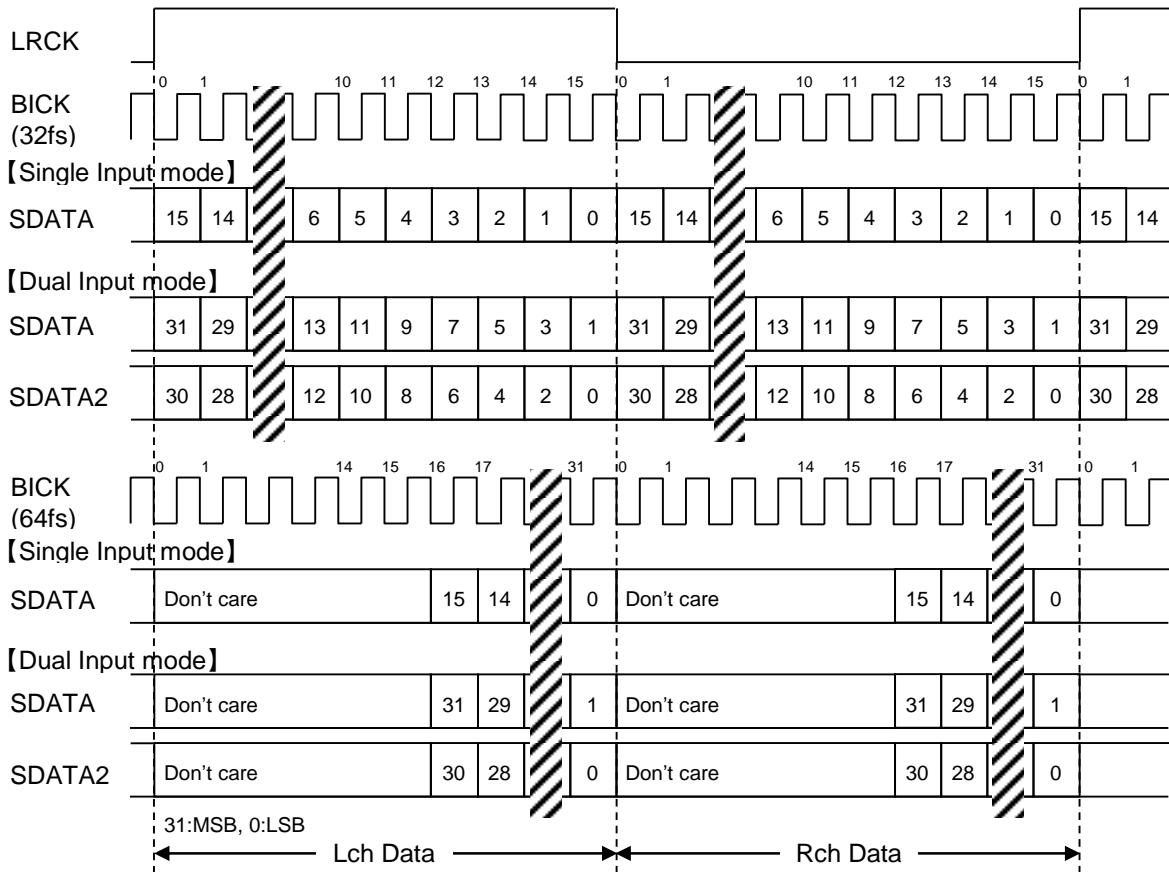 LRCK
0 1 10 11 12 13 14 15 0 1 10 11 12 13 14 15 0 1
BICK
(32fs)
【Single Input mode】
SDATA 15 14 6 5 4 3 2 1 0 15 14 6 5 4 3 2 1 0 15 14
【Dual Input mode】
SDATA 31 29 13 11 9 7 5 3 1 31 29 13 11 9 7 5 3 1 31 29
SDATA2 30 28 12 10 8 6 4 2 0 30 28 12 10 8 6 4 2 0 30 28
0 1 14 15 16 17 31 0 1 14 15 16 17 31 0 1
BICK
(64fs)
【Single Input mode】
SDATA Don't care 15 14 0 Don't care 15 14 0
【Dual Input mode】
SDATA Don't care 31 29 1 Don't care 31 29 1
SDATA2 Don't care 30 28 0 Don't care 30 28 0
31:MSB, 0:LSB
Lch Data Rch Data